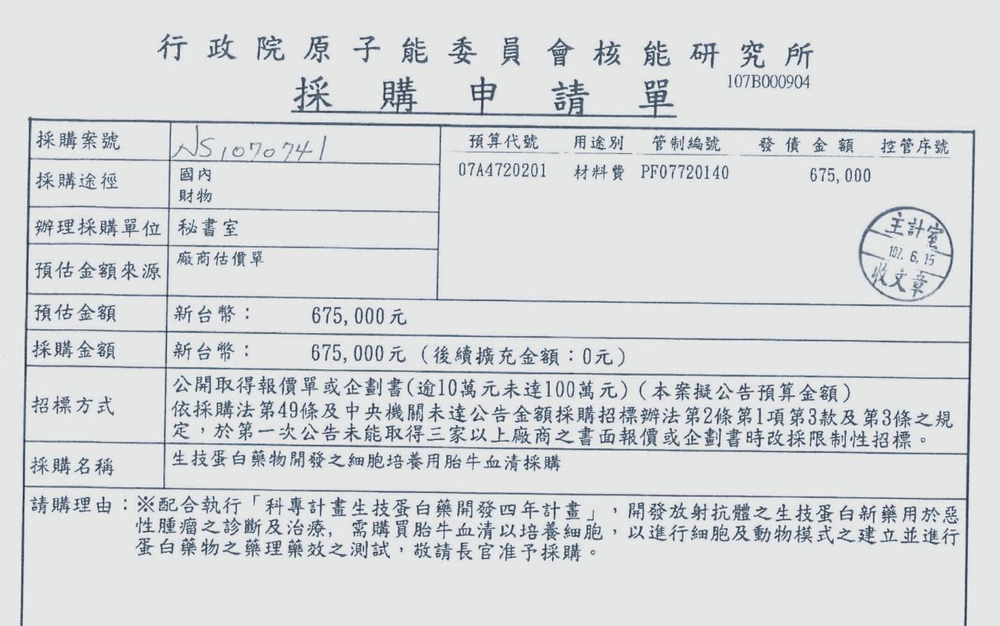 行政院原子能委員會核能研究所
採購申請單
107B000904
採購案號
NS1070741
預算代號 用途別 管制編號 發債金額 控管序號
07A4720201 材料費 PF07720140 675,000
採購途徑
國內
財物
辦理採購單位
秘書室
主計室
107. 6. 15
收文章
預估金額來源
廠商估價單
預估金額
新台幣: 675,000元
採購金額
新台幣: 675,000元 (後續擴充金額:0元)
招標方式
公開取得報價單或企劃書(逾10萬元未達100萬元)(本案擬公告預算金額)
依採購法第49條及中央機關未達公告金額採購招標辦法第2條第1項第3款及第3條之規
定,於第一次公告未能取得三家以上廠商之書面報價或企劃書時改採限制性招標。
採購名稱
生技蛋白藥物開發之細胞培養用胎牛血清採購
請購理由:※配合執行「科專計畫生技蛋白藥開發四年計畫」,開發放射抗體之生技蛋白新藥用於惡
性腫瘤之診斷及治療, 需購買胎牛血清以培養細胞,以進行細胞及動物模式之建立並進行
蛋白藥物之藥理藥效之測試,敬請長官准予採購。